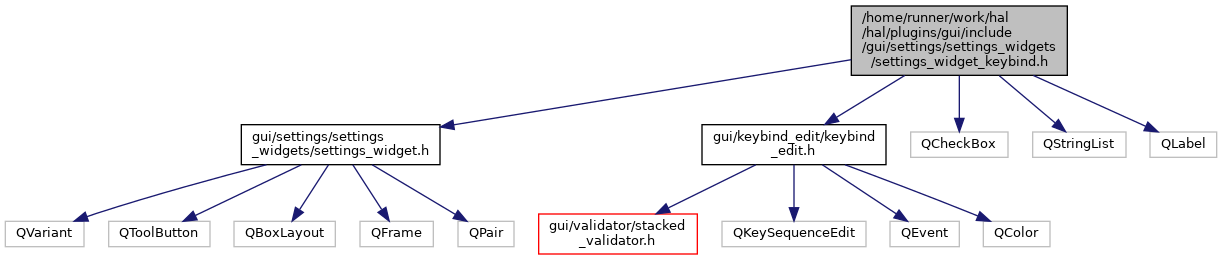 /home/runner/work/hal
/hal/plugins/gui/include
/gui/settings/settings_widgets
/settings_widget_keybind.h
gui/settings/settings
_widgets/settings_widget.h
gui/keybind_edit/keybind
_edit.h
QCheckBox
QStringList
QLabel
QVariant
QToolButton
QBoxLayout
QFrame
QPair
gui/validator/stacked
_validator.h
QKeySequenceEdit
QEvent
QColor